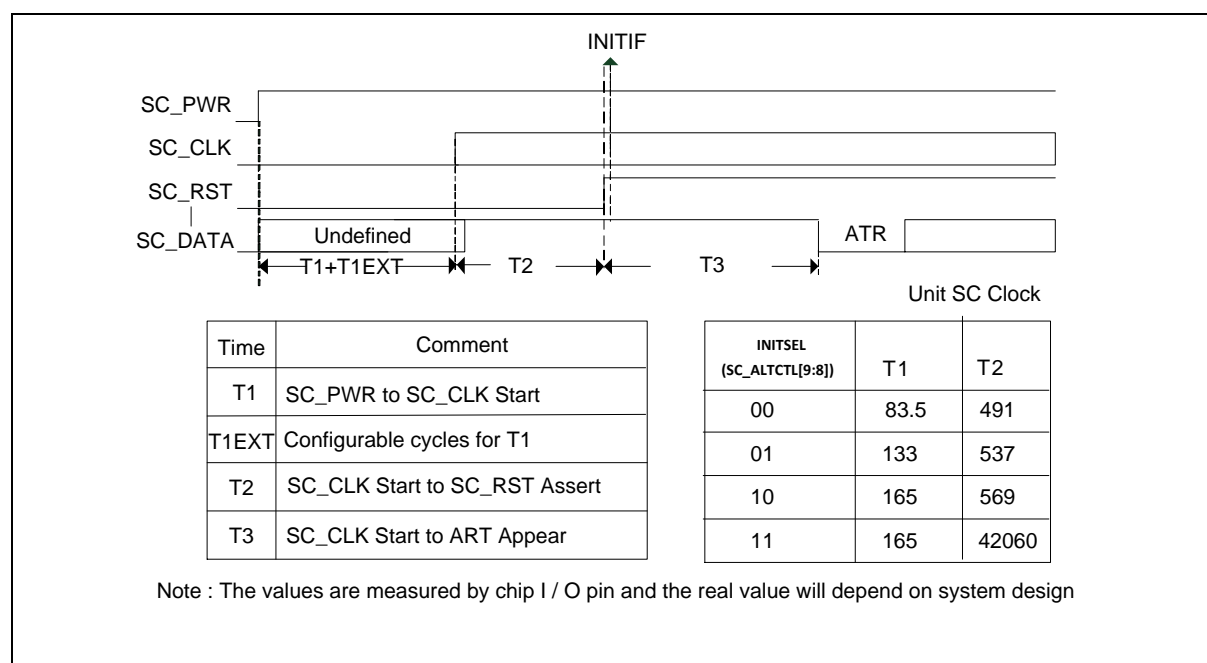 INITIF
SC_PWR
SC_CLK
SC_RST
SC_DATA
Undefined
ATR
T1+T1EXT
T2
T3
Unit SC Clock
Time Comment
T1 SC_PWR to SC_CLK Start
T1EXT Configurable cycles for T1
T2 SC_CLK Start to SC_RST Assert
T3 SC_CLK Start to ART Appear
INITSEL
(SC_ALTCTL[9:8]) T1 T2
00 83.5 491
01 133 537
10 165 569
11 165 42060
Note : The values are measured by chip I / O pin and the real value will depend on system design